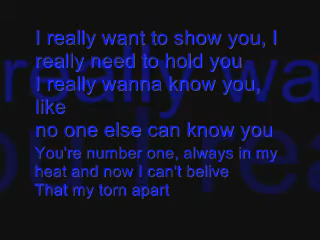 I really want to show you, I
really need to hold you
I really wanna know you,
like
no one else can know you
You're number one, always in my
heat and now I can't belive
That my torn apart